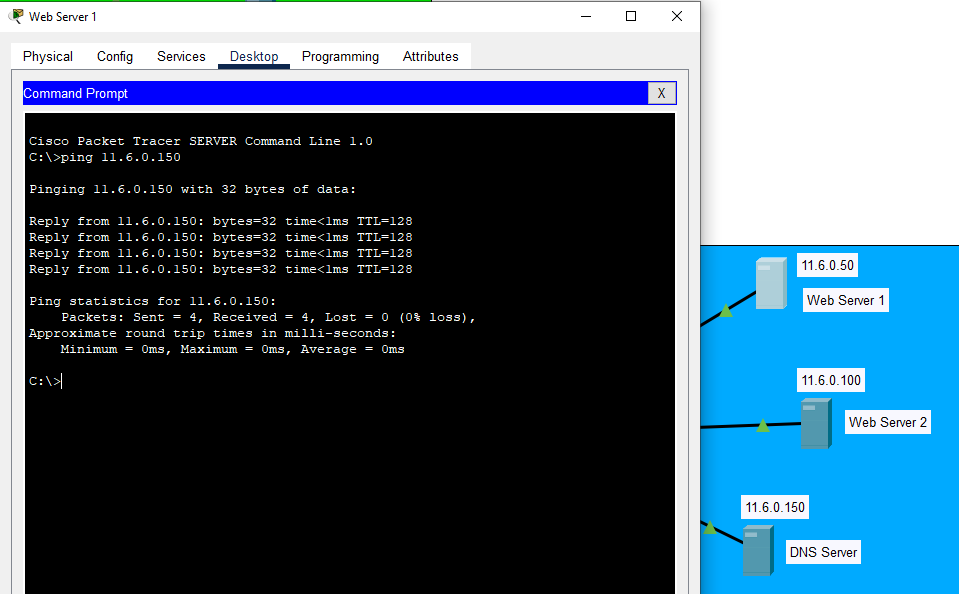 Web Server 1
Physical Config Services Desktop Programming Attributes
Command Prompt
X
Cisco Packet Tracer SERVER Command Line 1.0
C:\>ping 11.6.0.150
Pinging 11.6.0.150 with 32 bytes of data:
Reply from 11.6.0.150: bytes=32 time<1ms TTL=128
Reply from 11.6.0.150: bytes=32 time<1ms TTL=128
Reply from 11.6.0.150: bytes=32 time<1ms TTL=128
Reply from 11.6.0.150: bytes=32 time<1ms TTL=128
Ping statistics for 11.6.0.150:
Packets: Sent = 4, Received = 4, Lost = 0 (0% loss),
Approximate round trip times in milli-seconds:
Minimum = 0ms, Maximum = 0ms, Average = 0ms
C:\>
11.6.0.50
Web Server 1
11.6.0.100
Web Server 2
11.6.0.150
DNS Server